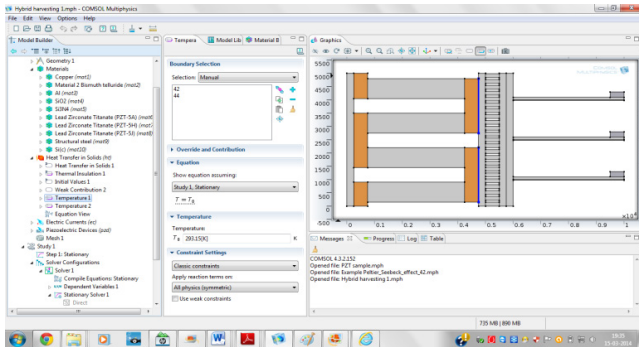 Hybrid harvesting 1.mph - COMSOL Multiphysics
File Edit View Options Help
Model Builder
Geometry 1
Materials
Copper (mat1)
Material 2 Bismuth telluride (mat2)
Al (mat3)
SiO2 (mat4)
Si3N4 (mat5)
Lead Zirconate Titanate (PZT-5A) (mat6
Lead Zirconate Titanate (PZT-5H) (mat7
Lead Zirconate Titanate (PZT-5J) (mat8)
Structural steel (mat9)
Si(c) (mat10)
Heat Transfer in Solids (ht)
Heat Transfer in Solids 1
Thermal Insulation 1
Initial Values 1
Weak Contribution 2
Temperature 1
Temperature 2
Equation View
Electric Currents (ec)
Piezoelectric Devices (pzd)
Mesh 1
Study 1
Step 1: Stationary
Solver Configurations
Solver 1
Compile Equations: Stationary
Dependent Variables 1
Stationary Solver 1
Direct
Tempera
Model Lib
Material B
Boundary Selection
Selection: Manual
42
44
Override and Contribution
Equation
Show equation assuming:
Study 1, Stationary
T = T0
Temperature
Temperature:
T0 293.15[K] K
Constraint Settings
Classic constraints
Apply reaction terms on:
All physics (symmetric)
Use weak constraints
Graphics
5500
5000
4500
4000
3500
3000
2500
2000
1500
1000
500
0
-500
0 0.1 0.2 0.3 0.4 0.5 0.6 0.7 0.8 0.9 1
x10⁴
Messages Progress Log Table
COMSOL 4.3.2.152
Opened file: PZT sample.mph
Opened file: Example Peltier_Seebeck_effect_42.mph
Opened file: Hybrid harvesting 1.mph
735 MB | 890 MB
19:35
15-03-2014